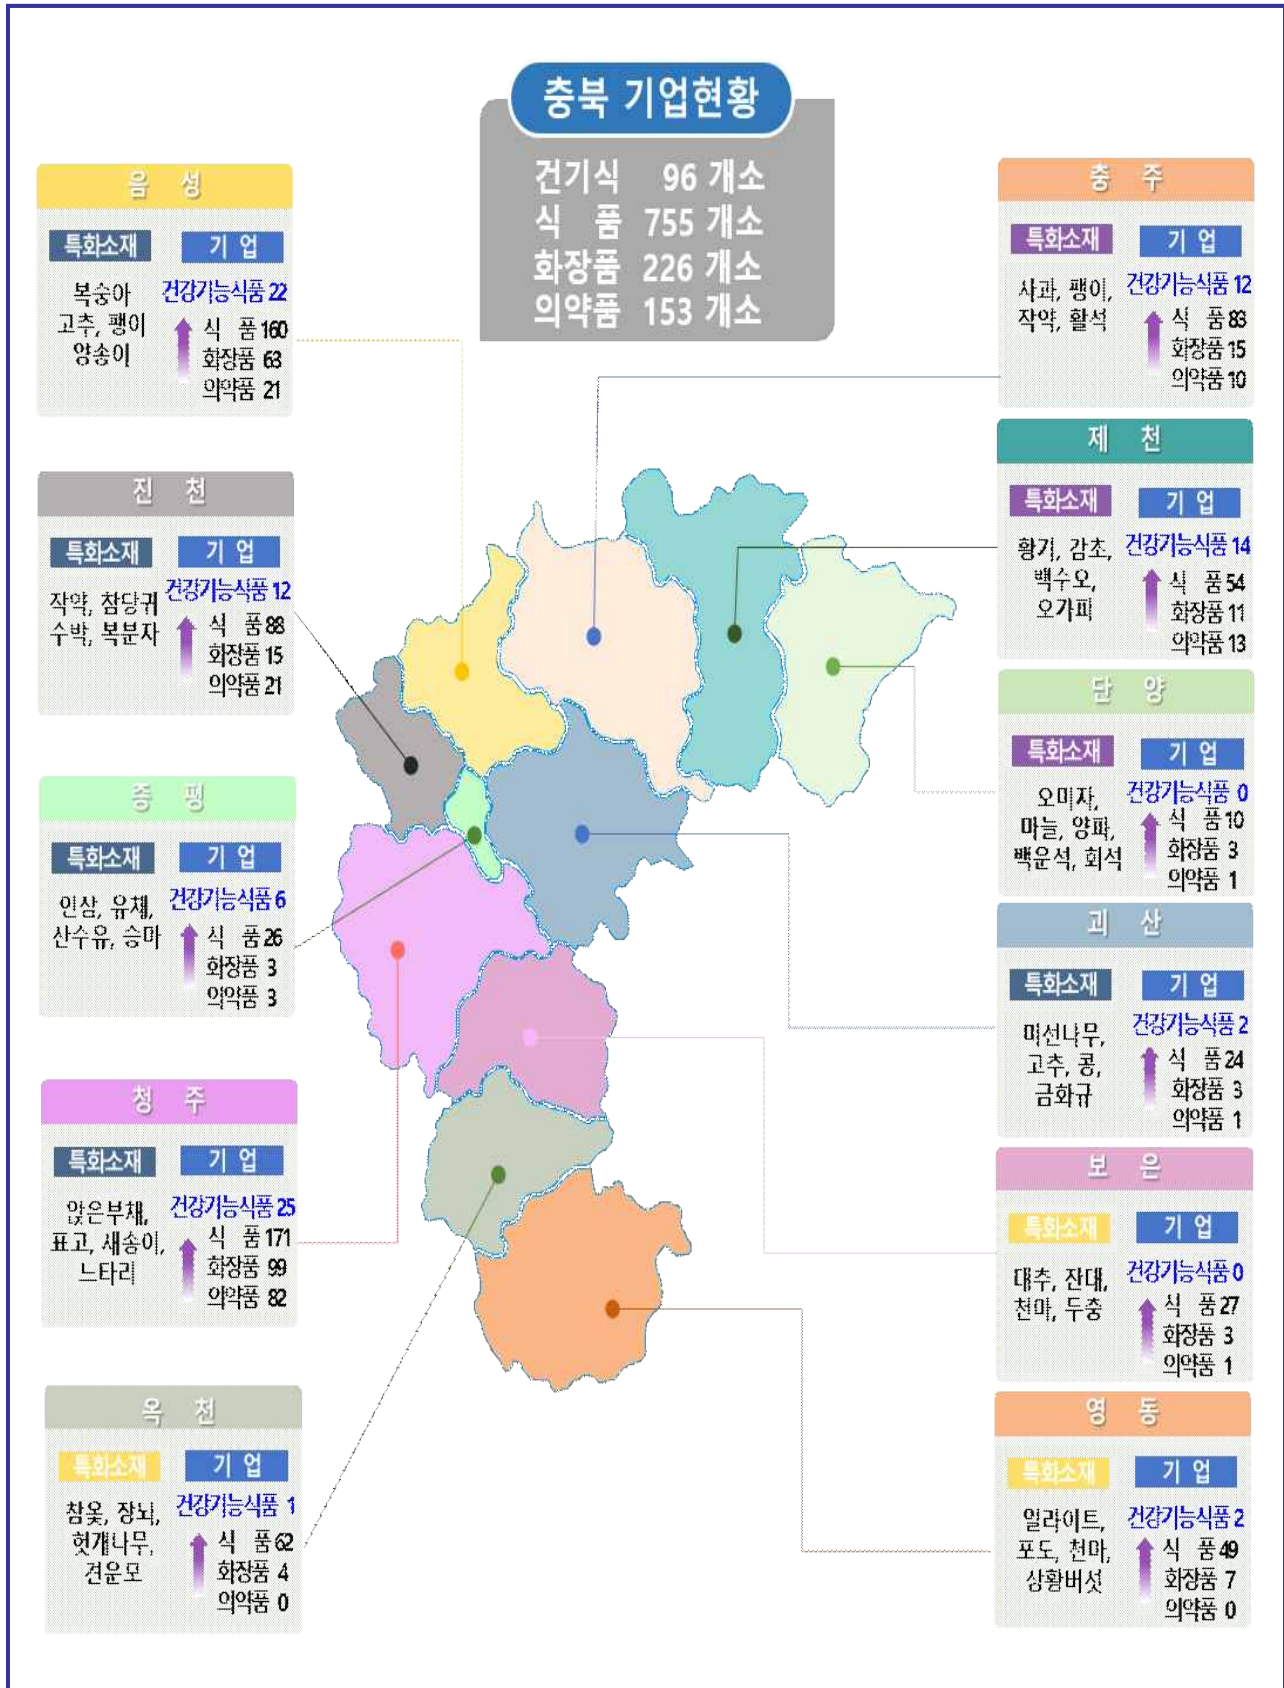 충북 기업현황
건기식 96 개소
식 품 755 개소
화장품 226 개소
의약품 153 개소
음 성
특화소재 기 업
복숭아
고추, 팽이
양송이
건강기능식품 22
식 품 160
화장품 63
의약품 21
진 천
특화소재 기 업
작약, 참당귀
수박, 복분자
건강기능식품 12
식 품 88
화장품 15
의약품 21
증 평
특화소재 기 업
인삼, 유채,
산수유, 승마
건강기능식품 6
식 품 26
화장품 3
의약품 3
청 주
특화소재 기 업
앉은부채,
표고, 새송이,
느타리
건강기능식품 25
식 품 171
화장품 99
의약품 82
옥 천
특화소재 기 업
참옻, 장뇌,
헛개나무,
견운모
건강기능식품 1
식 품 62
화장품 4
의약품 0
충 주
특화소재 기 업
사과, 팽이,
작약, 활석
건강기능식품 12
식 품 83
화장품 15
의약품 10
제 천
특화소재 기 업
황기, 감초,
백수오,
오가피
건강기능식품 14
식 품 54
화장품 11
의약품 13
단 양
특화소재 기 업
오미자,
마늘, 양파,
백운석, 회석
건강기능식품 0
식 품 10
화장품 3
의약품 1
괴 산
특화소재 기 업
미선나무,
고추, 콩,
금화규
건강기능식품 2
식 품 24
화장품 3
의약품 1
보 은
특화소재 기 업
대추, 잔대,
천마, 두충
건강기능식품 0
식 품 27
화장품 3
의약품 1
영 동
특화소재 기 업
일라이트,
포도, 천마,
상황버섯
건강기능식품 2
식 품 49
화장품 7
의약품 0